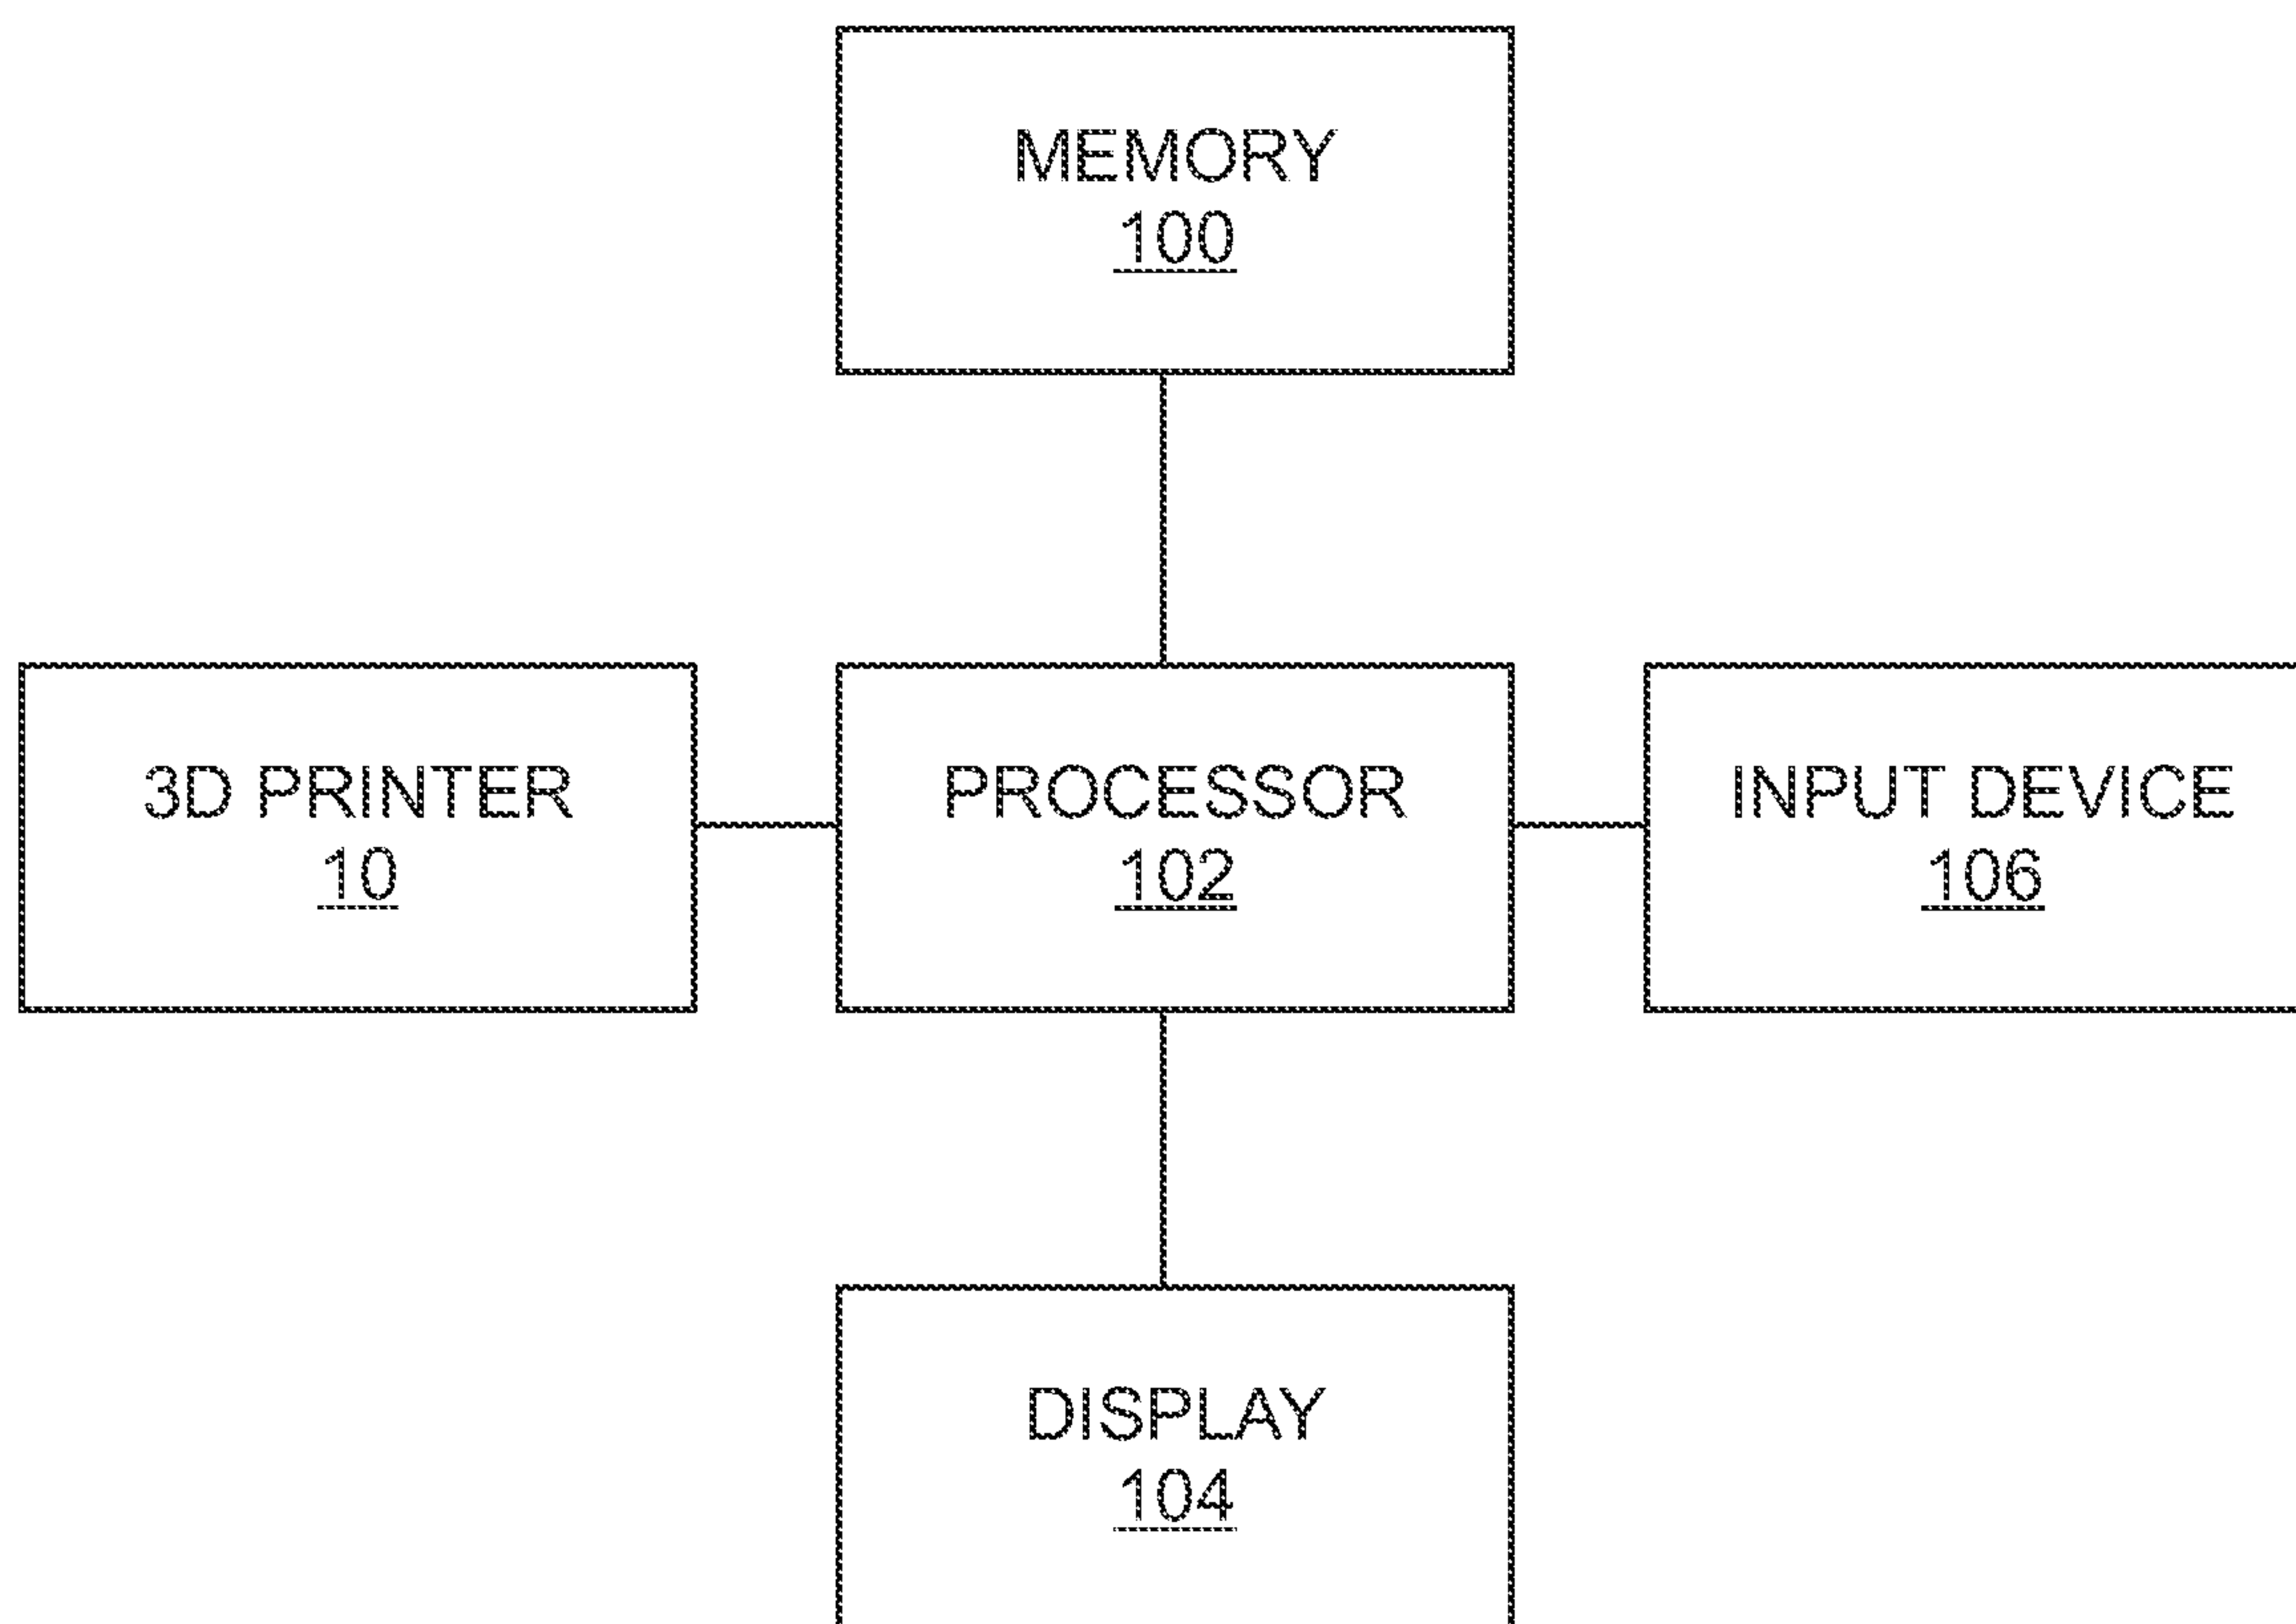 MEMORY
100
3D PRINTER
10
PROCESSOR
102
INPUT DEVICE
106
DISPLAY
104